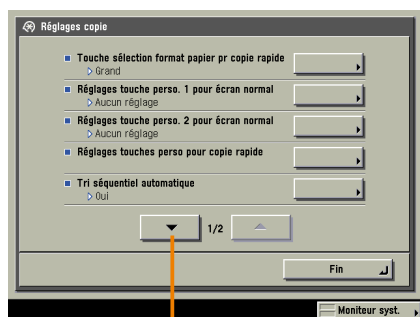 Réglages copie
Touche sélection format papier pr copie rapide
Grand
Réglages touche perso. 1 pour écran normal
Aucun réglage
Réglages touche perso. 2 pour écran normal
Aucun réglage
Réglages touches perso pour copie rapide
Tri séquentiel automatique
Oui
1/2
Fin
Moniteur syst.